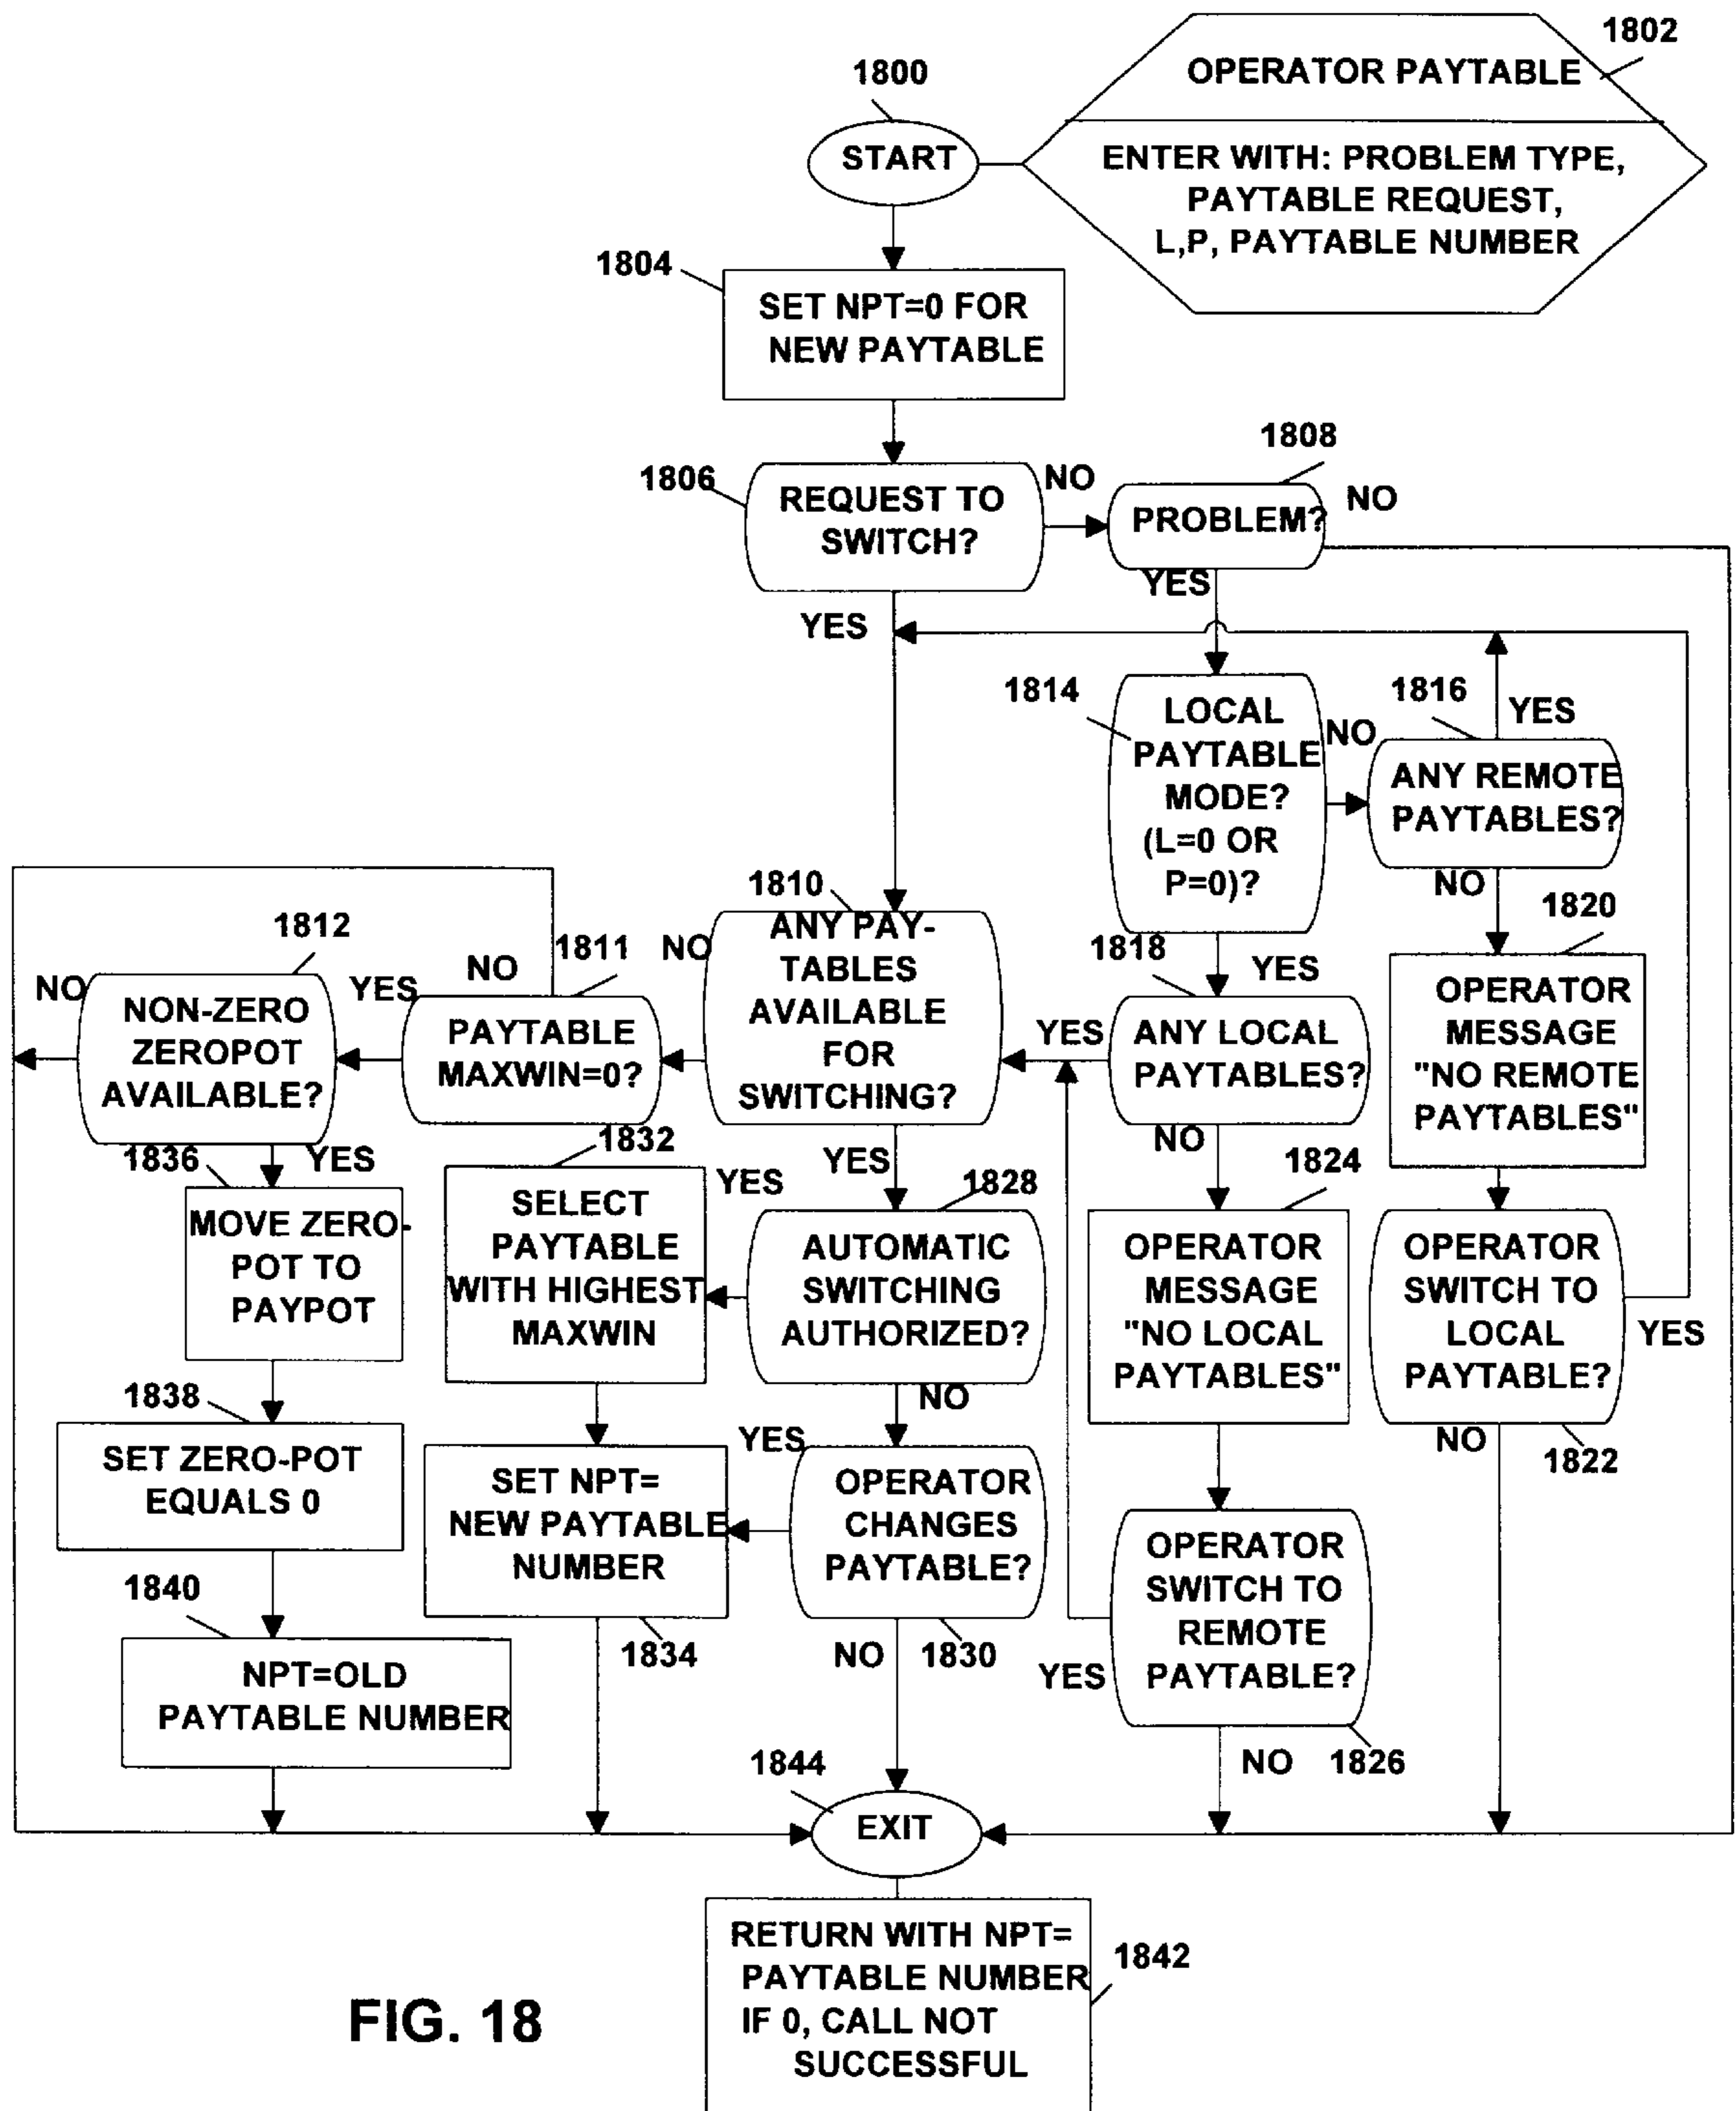 1802
OPERATOR PAYTABLE
ENTER WITH: PROBLEM TYPE,
PAYTABLE REQUEST,
L,P, PAYTABLE NUMBER
1800
START
1804
SET NPT=0 FOR
NEW PAYTABLE
1806
REQUEST TO
SWITCH?
NO
YES
1808
PROBLEM?
NO
YES
1814
LOCAL
PAYTABLE
MODE?
(L=0 OR
P=0)?
NO
YES
1816
YES
ANY REMOTE
PAYTABLES?
NO
1820
OPERATOR
MESSAGE
"NO REMOTE
PAYTABLES"
1810
ANY PAY-
TABLES
AVAILABLE
FOR
SWITCHING?
NO
YES
1811
NO
PAYTABLE
MAXWIN=0?
YES
1812
NO
NON-ZERO
ZEROPOT
AVAILABLE?
YES
1818
YES
ANY LOCAL
PAYTABLES?
NO
1836
MOVE ZERO-
POT TO
PAYPOT
1832
SELECT
PAYTABLE
WITH HIGHEST
MAXWIN
YES
1828
AUTOMATIC
SWITCHING
AUTHORIZED?
NO
1824
OPERATOR
MESSAGE
"NO LOCAL
PAYTABLES"
OPERATOR
SWITCH TO
LOCAL
PAYTABLE?
YES
NO
1822
1838
SET ZERO-POT
EQUALS 0
SET NPT=
NEW PAYTABLE
NUMBER
1834
YES
OPERATOR
CHANGES
PAYTABLE?
NO
1830
OPERATOR
SWITCH TO
REMOTE
PAYTABLE?
YES
NO
1826
1840
NPT=OLD
PAYTABLE NUMBER
1844
EXIT
RETURN WITH NPT=
PAYTABLE NUMBER
IF 0, CALL NOT
SUCCESSFUL
1842
FIG. 18